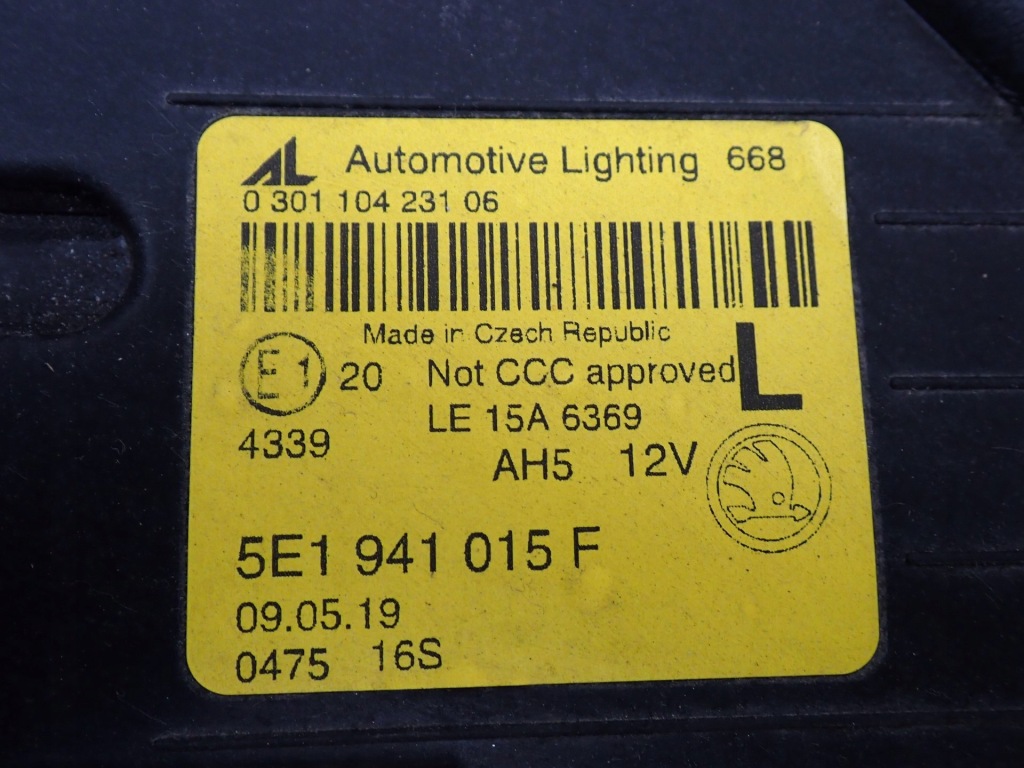 AL Automotive Lighting 668
0 301 104 231 06
Made in Czech Republic
E1 20 Not CCC approved L
LE 15A 6369
4339
AH5 12V
5E1 941 015 F
09.05.19
0475 16S